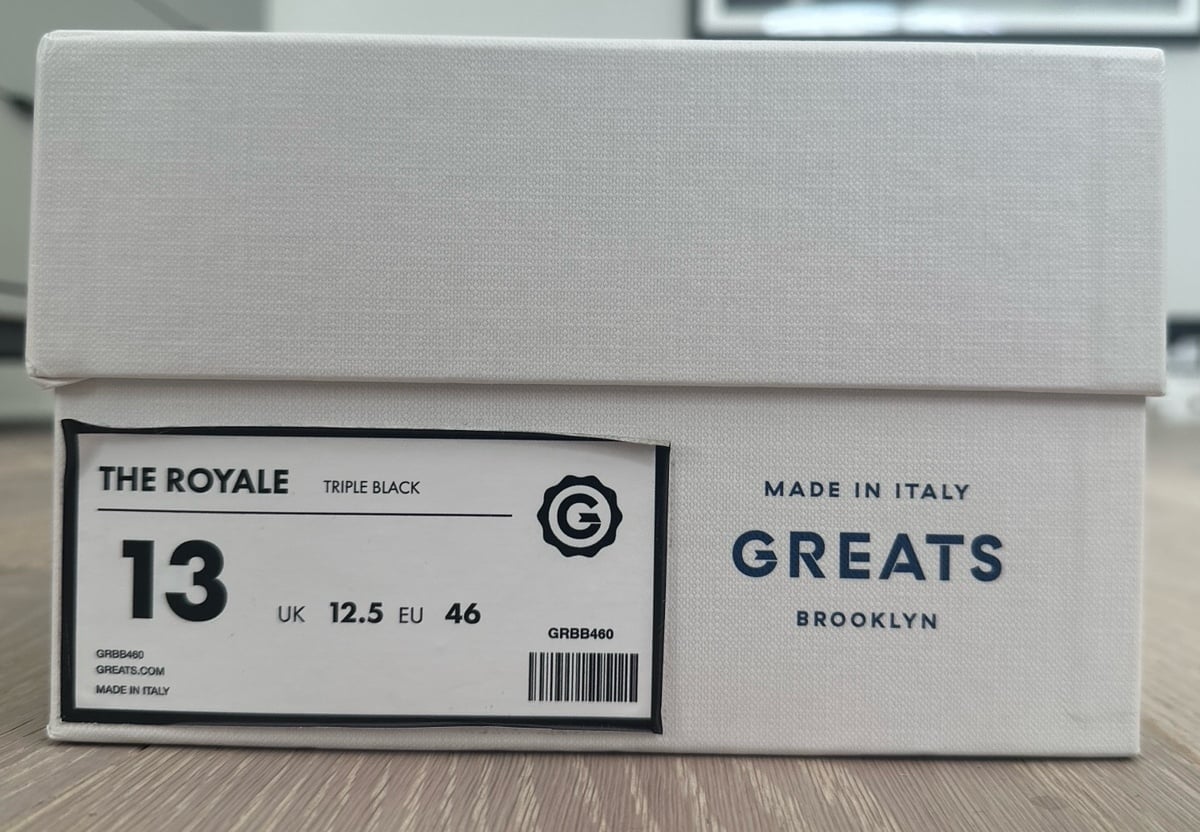 THE ROYALE TRIPLE BLACK
G
13 UK 12.5 EU 46
GRBB460
GREATS.COM
MADE IN ITALY
GRBB460
MADE IN ITALY
GREATS
BROOKLYN